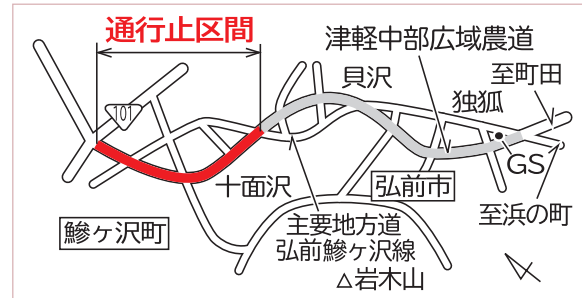 通行止区間
津軽中部広域農道
貝沢
至町田
独狐
101
GS
十面沢
弘前市
至浜の町
鰺ヶ沢町
主要地方道
弘前鰺ヶ沢線
△岩木山